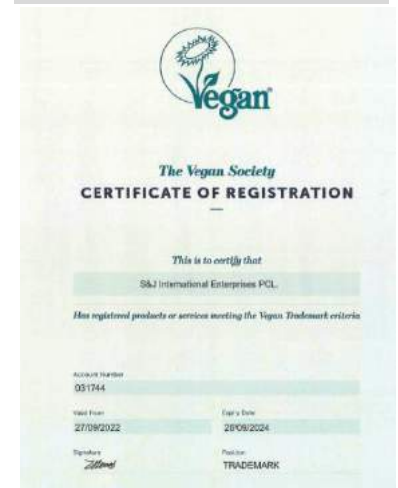 Vegan
The Vegan Society
CERTIFICATE OF REGISTRATION
This is to certify that
S&J International Enterprises PCL.
Has registered products or services meeting the Vegan Trademark criteria
Account Number
031744
Valid From
Expiry Date
27/09/2022
28/09/2024
Signature
Position
TRADEMARK